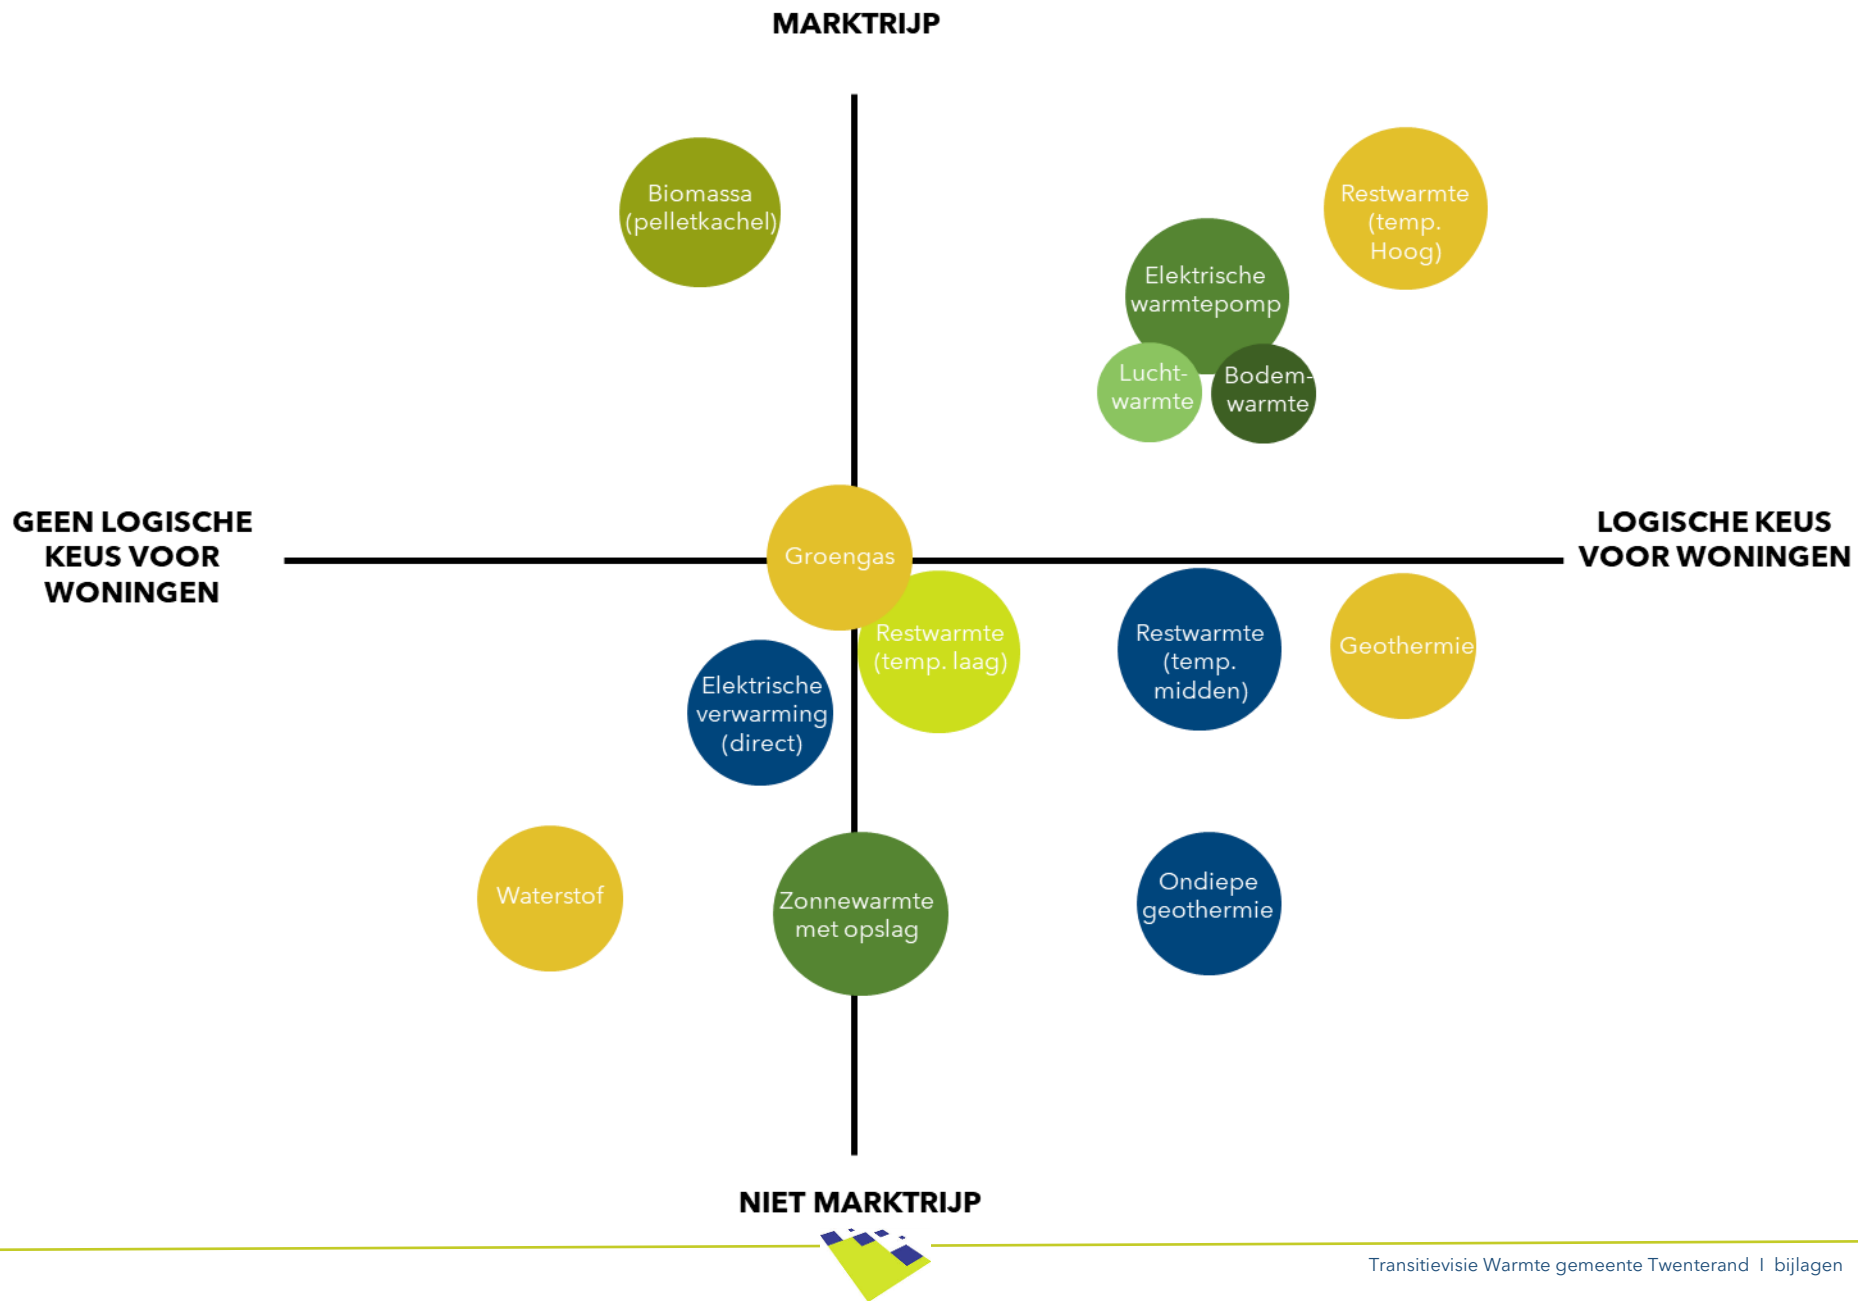 MARKTRIJP
Biomassa
(pelletkachel)
Restwarmte
(temp.
Hoog)
Elektrische
warmtepomp
Lucht-
warmte
Bodem-
warmte
GEEN LOGISCHE
KEUS VOOR
WONINGEN
Groengas
LOGISCHE KEUS
VOOR WONINGEN
Restwarmte
(temp. laag)
Restwarmte
(temp.
midden)
Geothermie
Elektrische
verwarming
(direct)
Waterstof
Zonnewarmte
met opslag
Ondiepe
geothermie
NIET MARKTRIJP
Transitievisie Warmte gemeente Twenterand I bijlagen